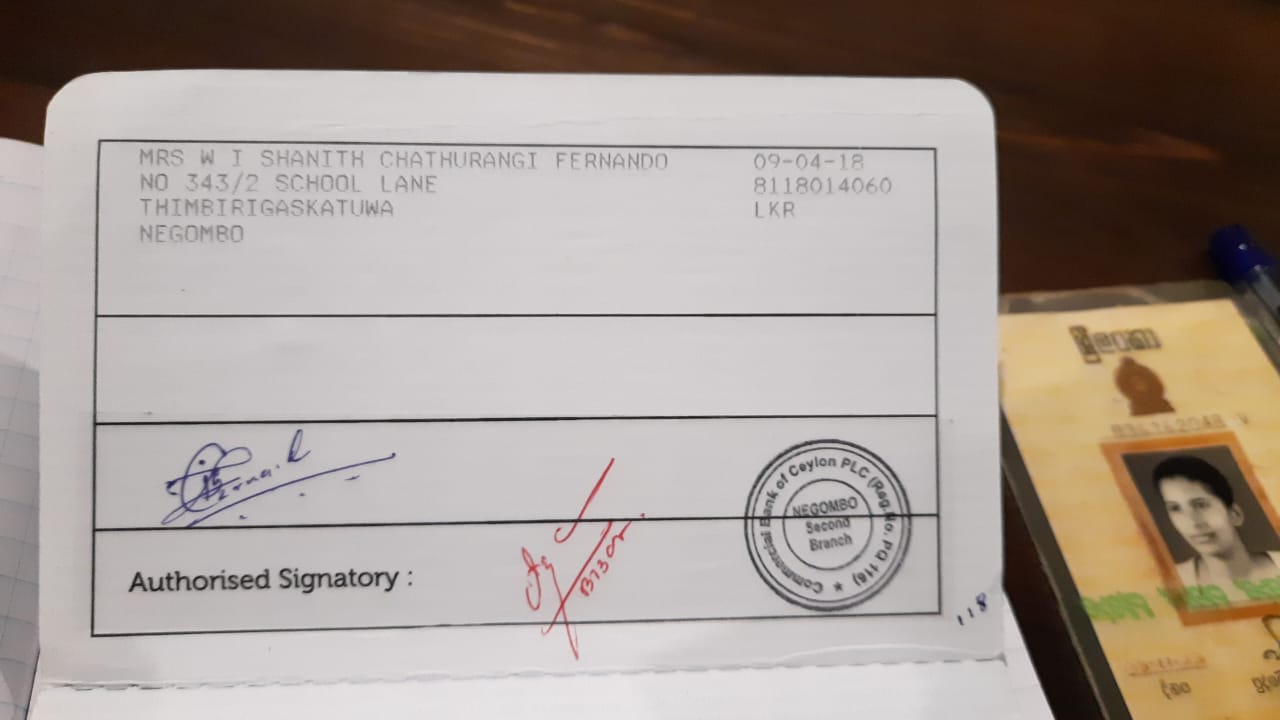 MRS W I SHANITH CHATHURANGI FERNANDO 09-04-18
NO 343/2 SCHOOL LANE 8118014060
THIMBIRIGASKATUWA LKR
NEGOMBO
Authorised Signatory :
Commercial Bank of Ceylon PLC (Reg.No. PQ 116) ★
NEGOMBO
Second
Branch
118
ශ්‍රී ලංකා